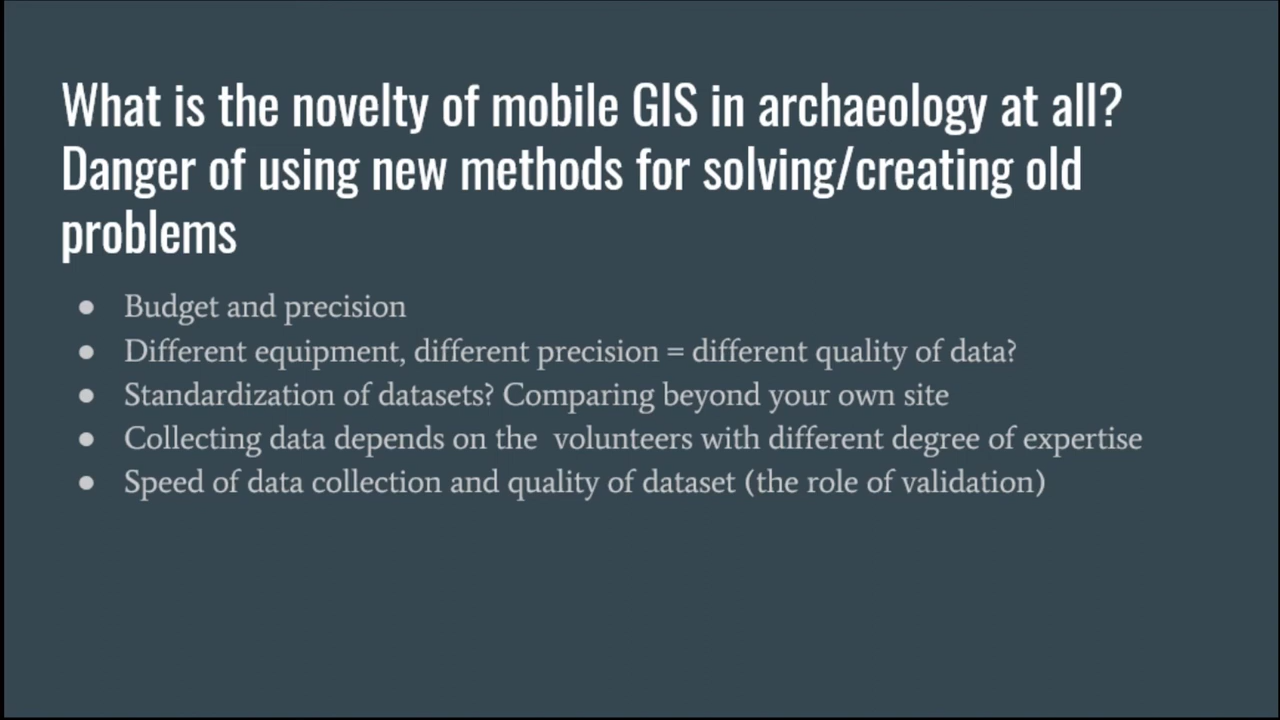 What is the novelty of mobile GIS in archaeology at all?
Danger of using new methods for solving/creating old
problems
● Budget and precision
● Different equipment, different precision = different quality of data?
● Standardization of datasets? Comparing beyond your own site
● Collecting data depends on the  volunteers with different degree of expertise
● Speed of data collection and quality of dataset (the role of validation)